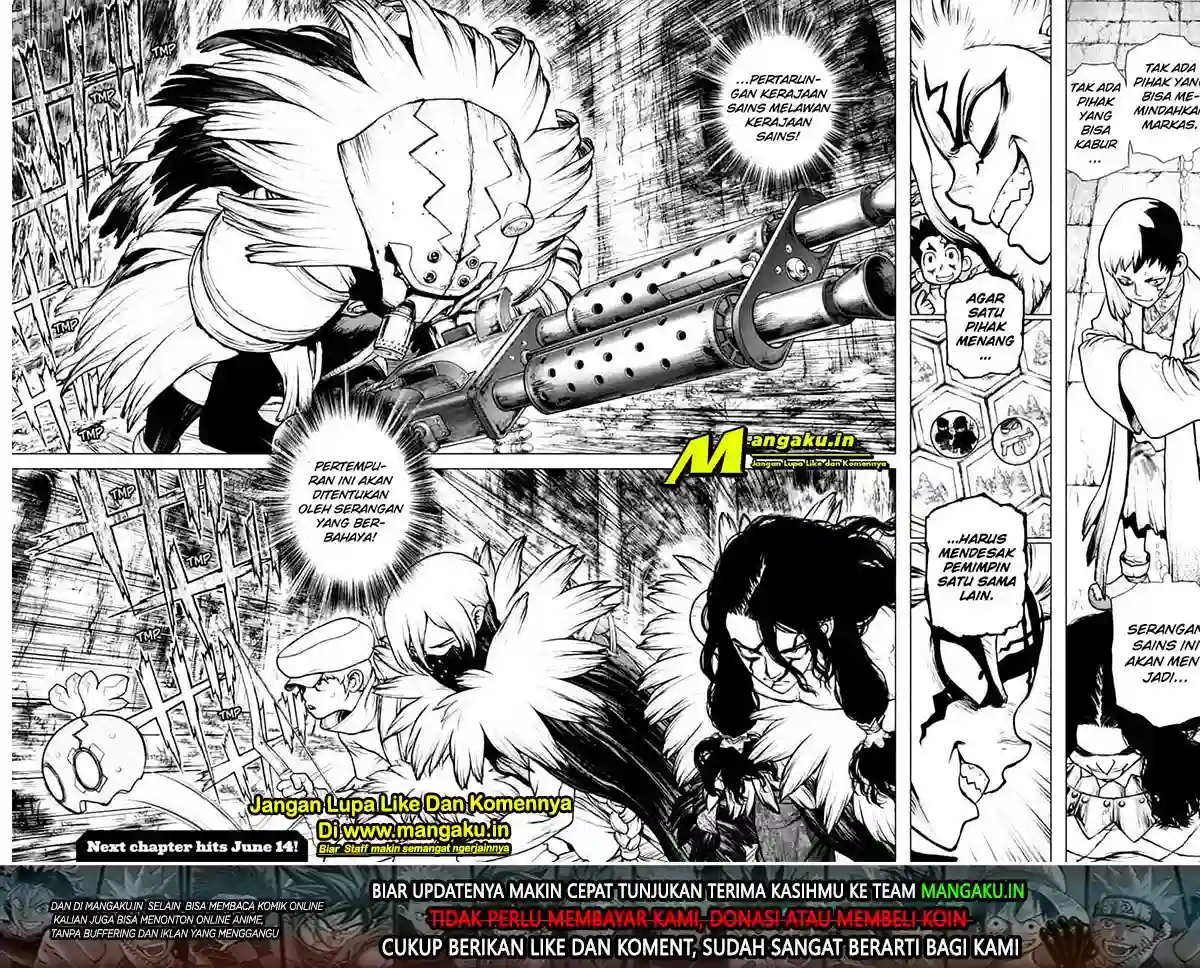 TAK ADA
PIHAK YANG
BISA ME-
MINDAHKAN
MARKAS.
TAK ADA
PIHAK
YANG
BISA
KABUR
...
SERANGAN
SAINS INI
AKAN MEN
JADI...
AGAR
SATU
PIHAK
MENANG
...
...HARUS
MENDESAK
PEMIMPIN
SATU SAMA
LAIN.
...PERTARUN-
GAN KERAJAAN
SAINS MELAWAN
KERAJAAN
SAINS!
TMP
TMP
TMP
TMP
PERTEMPU-
RAN INI AKAN
DITENTUKAN
OLEH SERANGAN
YANG BER-
BAHAYA!
TMP
TMP
TMP
TMP
Mangaku.in
Jangan Lupa Like dan Komennya
Jangan Lupa Like Dan Komennya
Di www.mangaku.in
Biar Staff makin semangat ngerjainnya
Next chapter hits June 14!
DAN DI MANGAKU.IN SELAIN BISA MEMBACA KOMIK ONLINE
KALIAN JUGA BISA MENONTON ONLINE ANIME,
TANPA BUFFERING DAN IKLAN YANG MENGGANGU
BIAR UPDATENYA MAKIN CEPAT TUNJUKAN TERIMA KASIHMU KE TEAM MANGAKU.IN
TIDAK PERLU MEMBAYAR KAMI, DONASI ATAU MEMBELI KOIN
CUKUP BERIKAN LIKE DAN KOMENT, SUDAH SANGAT BERARTI BAGI KAMI